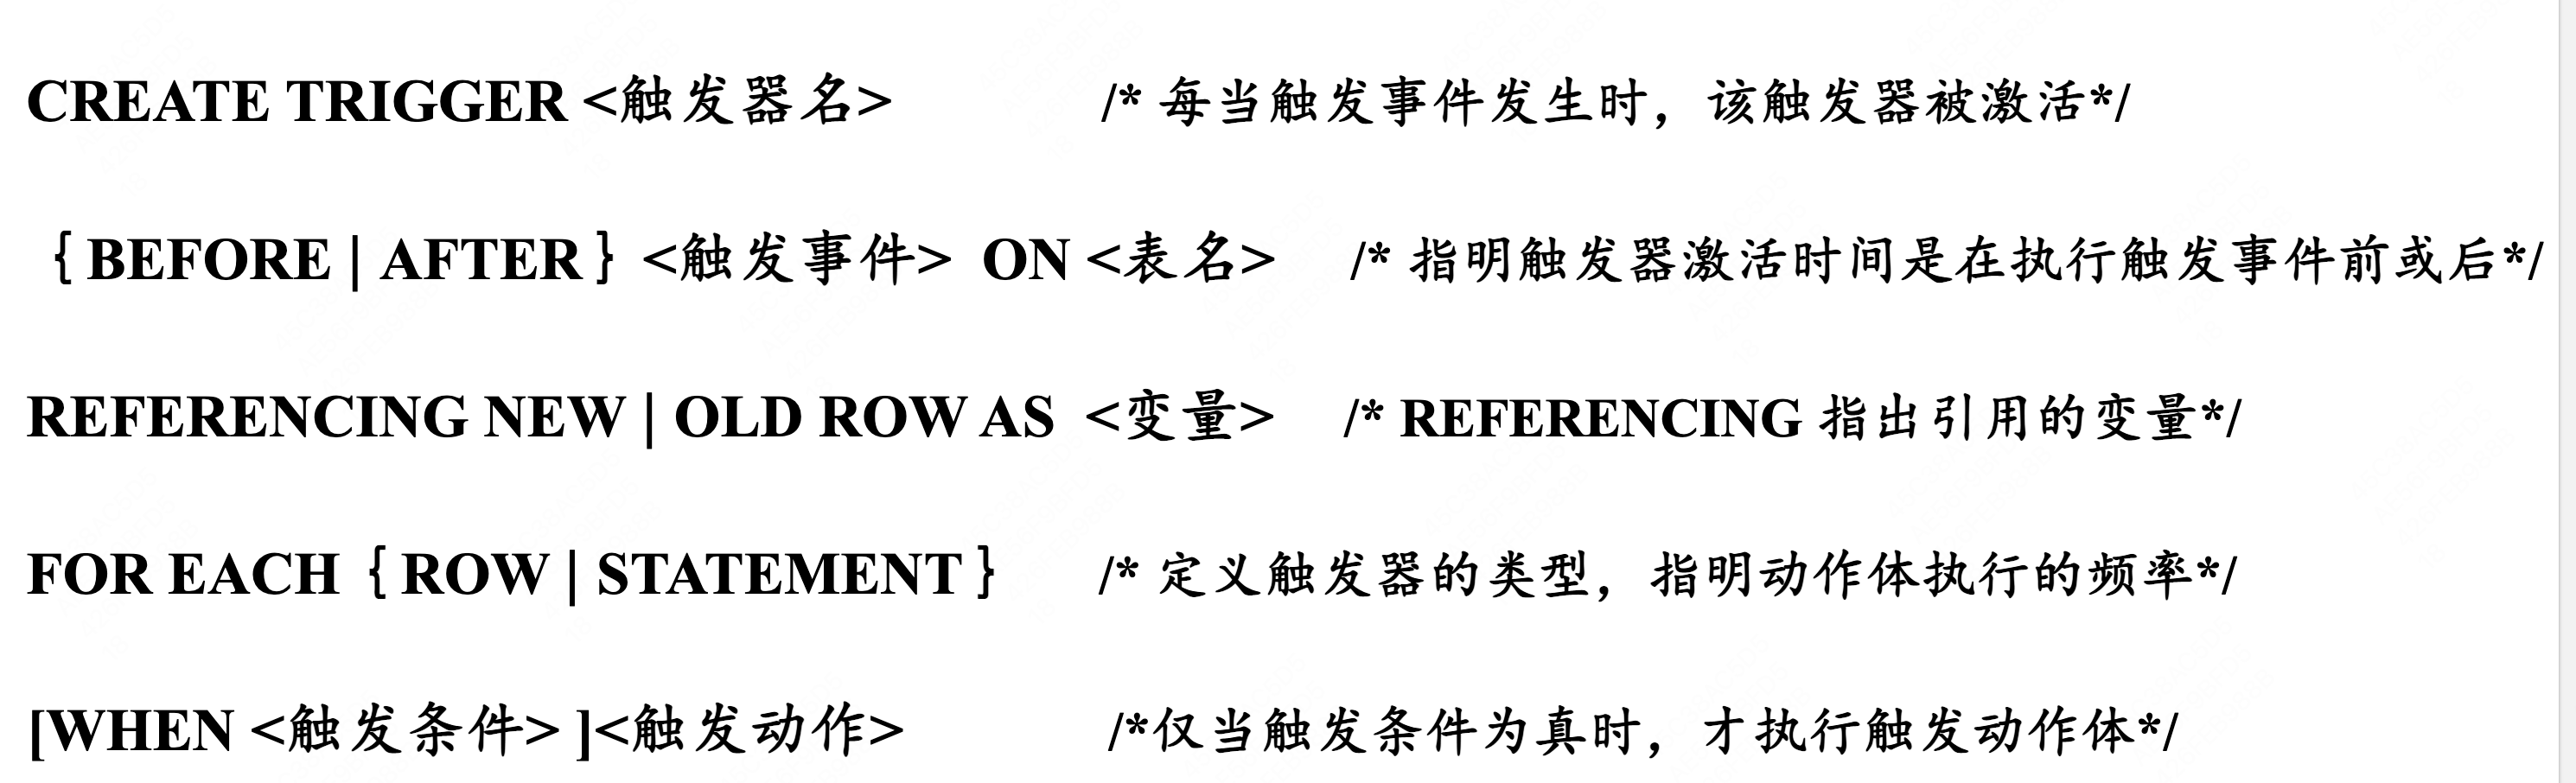 CREATE TRIGGER <触发器名> /* 每当触发事件发生时，该触发器被激活*/
｛BEFORE | AFTER｝<触发事件> ON <表名> /* 指明触发器激活时间是在执行触发事件前或后*/
REFERENCING NEW | OLD ROW AS <变量> /* REFERENCING 指出引用的变量*/
FOR EACH｛ROW | STATEMENT｝ /* 定义触发器的类型，指明动作体执行的频率*/
[WHEN <触发条件> ]<触发动作> /*仅当触发条件为真时，才执行触发动作体*/